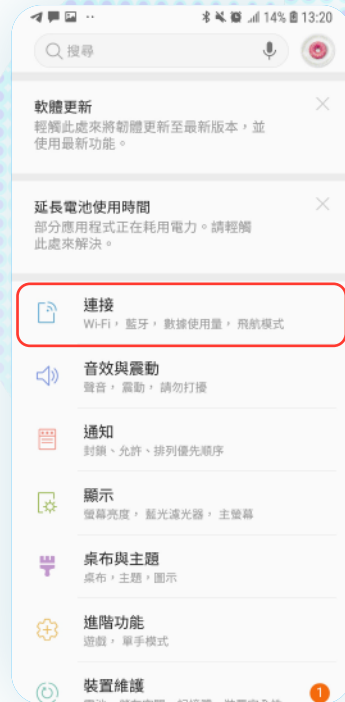 14% 13:20
搜尋
軟體更新
輕觸此處來將韌體更新至最新版本，並
使用最新功能。
延長電池使用時間
部分應用程式正在耗用電力。請輕觸
此處來解決。
連接
Wi-Fi， 藍牙， 數據使用量， 飛航模式
音效與震動
聲音， 震動， 請勿打擾
通知
封鎖、允許、排列優先順序
顯示
螢幕亮度， 藍光濾光器， 主螢幕
桌布與主題
桌布，主題，圖示
進階功能
遊戲， 單手模式
裝置維護
1